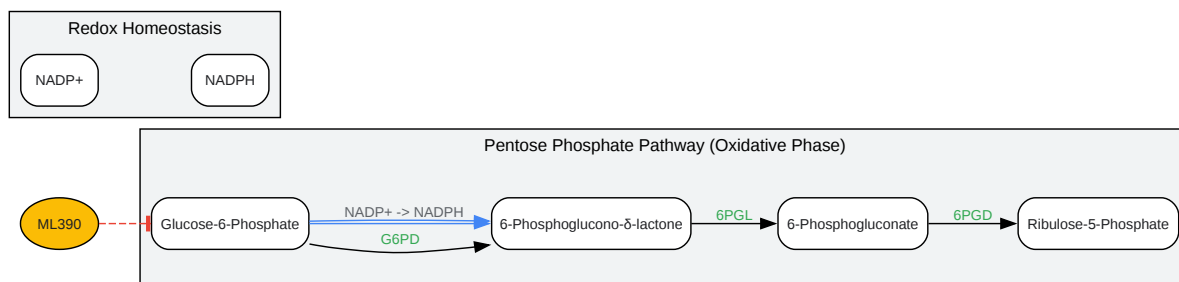 Redox Homeostasis
NADP+
NADPH
Pentose Phosphate Pathway (Oxidative Phase)
ML390
Glucose-6-Phosphate
NADP+ -> NADPH
G6PD
6-Phosphoglucono-δ-lactone
6PGL
6-Phosphogluconate
6PGD
Ribulose-5-Phosphate